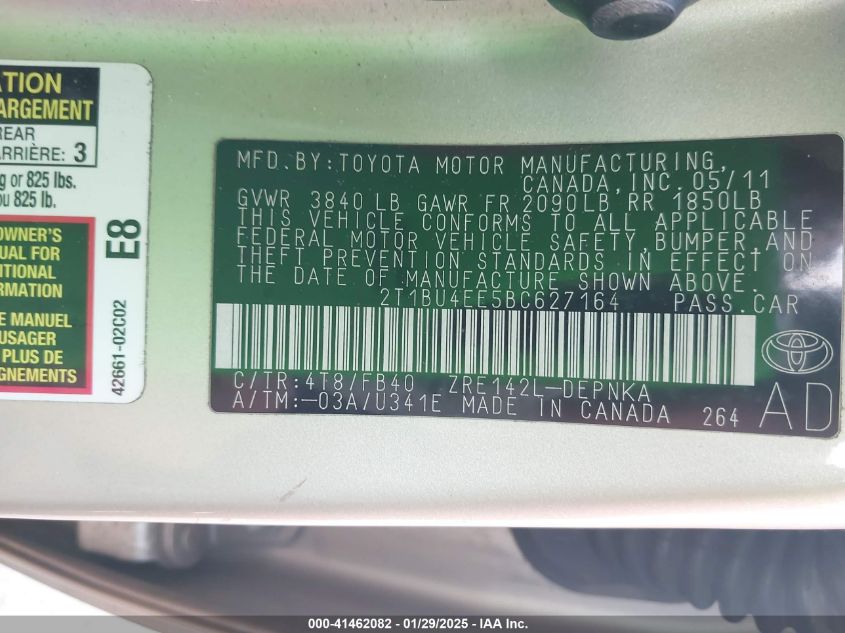 ATION
ARGEMENT
REAR
ARRIÈRE: 3
g or 825 lbs.
ou 825 lb.
OWNER'S
UAL FOR
ITIONAL
RMATION
E MANUEL
USAGER
PLUS DE
GNEMENTS
E8
42661-02C02
MFD.BY:TOYOTA MOTOR MANUFACTURING,
CANADA, INC. 05/11
GVWR 3840 LB GAWR FR 2090LB RR 1850LB
THIS VEHICLE CONFORMS TO ALL APPLICABLE
FEDERAL MOTOR VEHICLE SAFETY,BUMPER,AND
THEFT PREVENTION STANDARDS IN EFFECT ON
THE DATE OF MANUFACTURE SHOWN ABOVE.
2T1BU4EE5BC627164 PASS.CAR
C/TR:4T8/FB40 ZRE142L-DEPNKA
A/TM:-03A/U341E MADE IN CANADA 264
AD
000-41462082 - 01/29/2025 - IAA Inc.